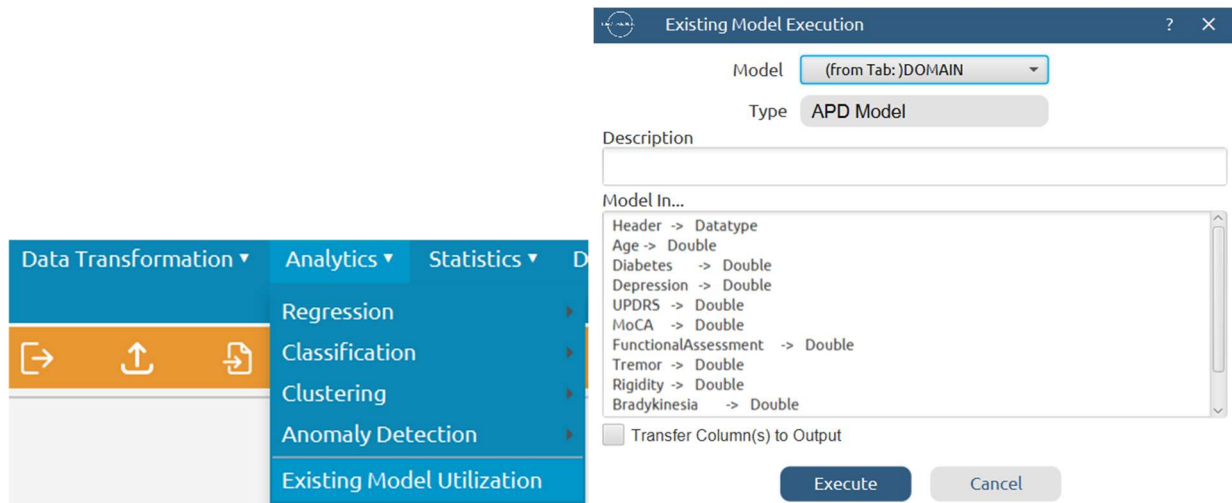 Data Transformation ▾ Analytics ▾ Statistics ▾ D
Regression
Classification
Clustering
Anomaly Detection
Existing Model Utilization
Existing Model Execution ? ×
Model (from Tab: )DOMAIN
Type APD Model
Description
Model In...
Header -> Datatype
Age -> Double
Diabetes -> Double
Depression -> Double
UPDRS -> Double
MoCA -> Double
FunctionalAssessment -> Double
Tremor -> Double
Rigidity -> Double
Bradykinesia -> Double
Transfer Column(s) to Output
Execute Cancel